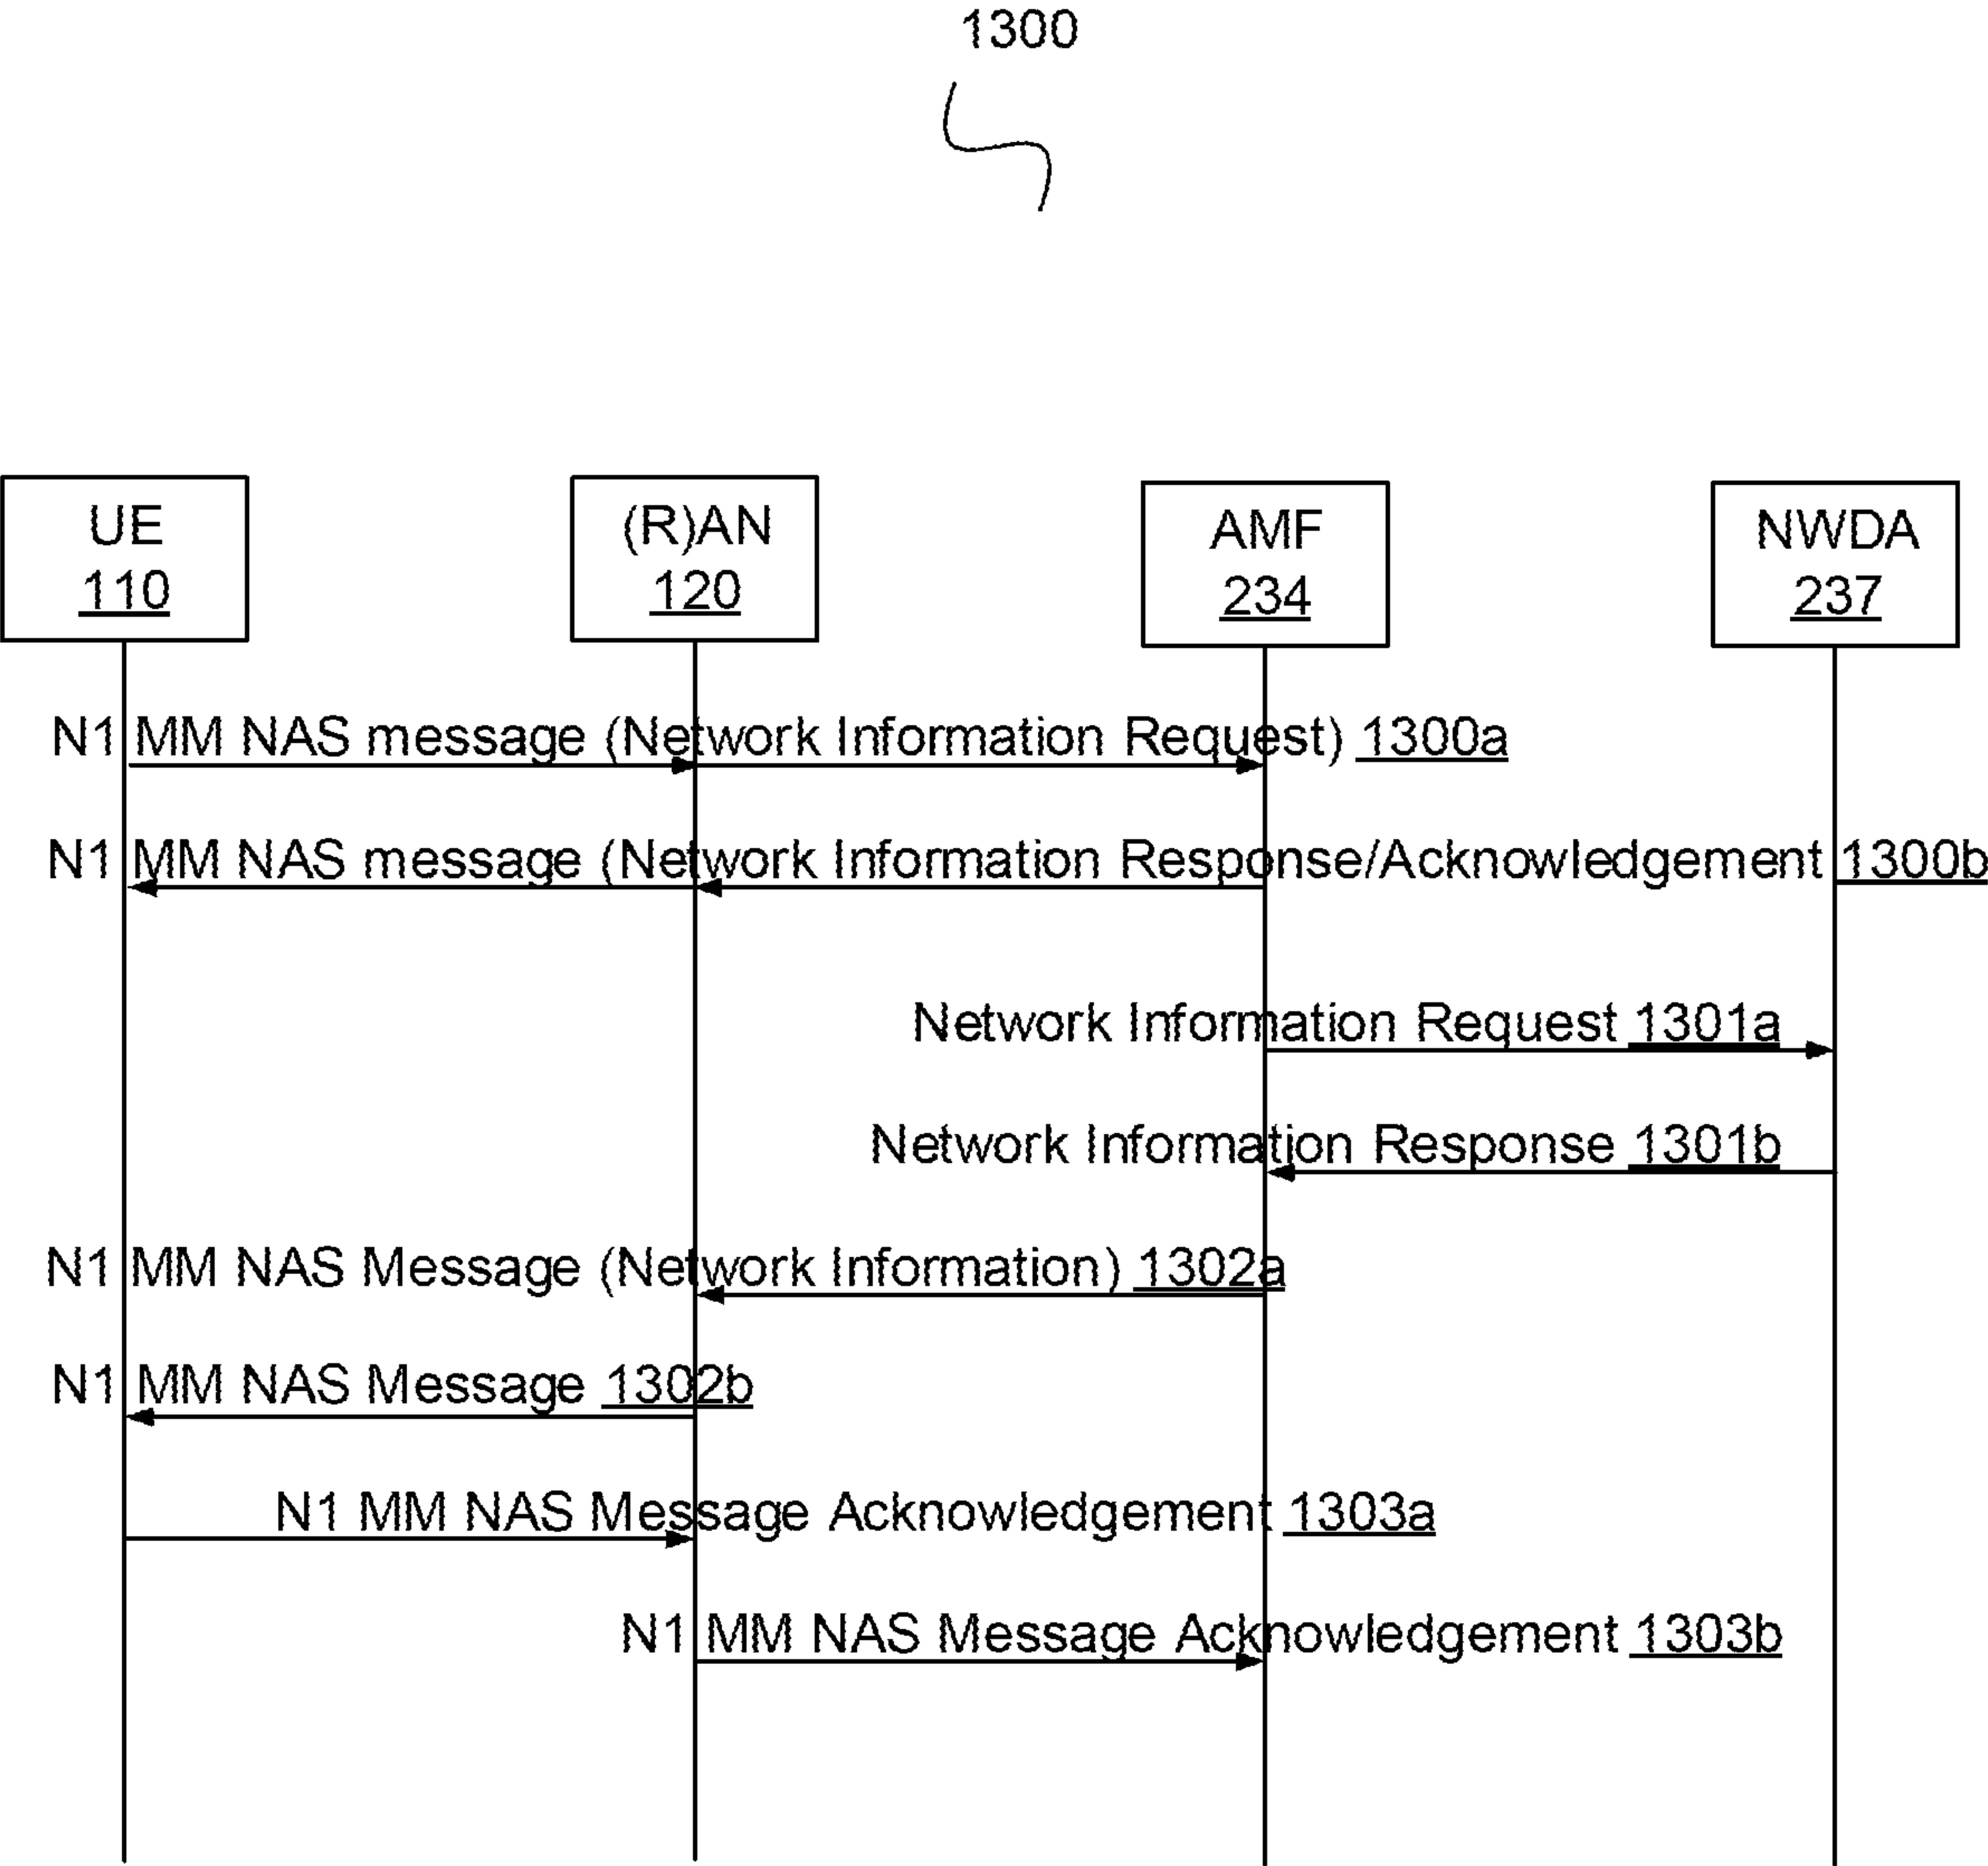 1300
UE
110
(R)AN
120
AMF
234
NWDA
237
N1 MM NAS message (Network Information Request) 1300a
N1 MM NAS message (Network Information Response/Acknowledgement 1300b
Network Information Request 1301a
Network Information Response 1301b
N1 MM NAS Message (Network Information) 1302a
N1 MM NAS Message 1302b
N1 MM NAS Message Acknowledgement 1303a
N1 MM NAS Message Acknowledgement 1303b